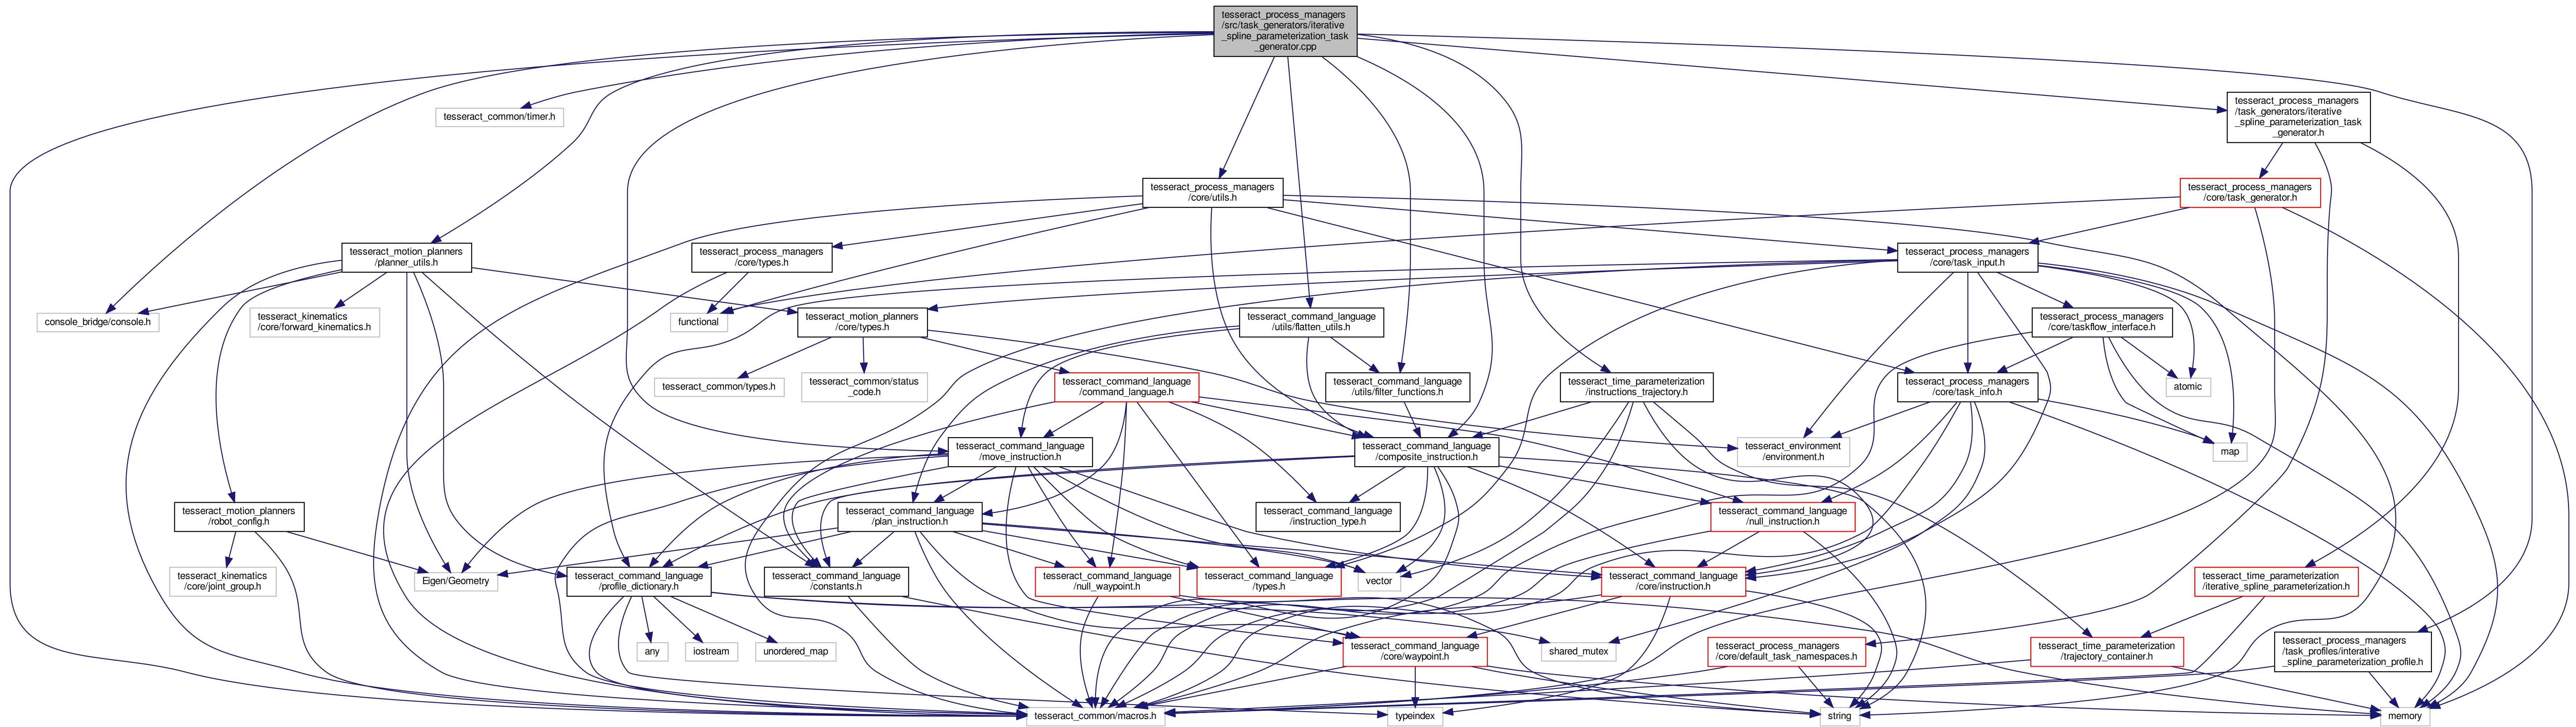 tesseract_process_managers
/src/task_generators/iterative
_spline_parameterization_task
_generator.cpp
tesseract_common/timer.h
tesseract_process_managers
/task_generators/iterative
_spline_parameterization_task
_generator.h
tesseract_process_managers
/core/utils.h
tesseract_process_managers
/core/task_generator.h
tesseract_motion_planners
/planner_utils.h
tesseract_process_managers
/core/types.h
tesseract_process_managers
/core/task_input.h
console_bridge/console.h
tesseract_kinematics
/core/forward_kinematics.h
functional
tesseract_motion_planners
/core/types.h
tesseract_command_language
/utils/flatten_utils.h
tesseract_process_managers
/core/taskflow_interface.h
tesseract_common/types.h
tesseract_common/status
_code.h
tesseract_command_language
/command_language.h
tesseract_command_language
/utils/filter_functions.h
tesseract_time_parameterization
/instructions_trajectory.h
tesseract_process_managers
/core/task_info.h
atomic
tesseract_command_language
/move_instruction.h
tesseract_command_language
/composite_instruction.h
tesseract_environment
/environment.h
map
tesseract_motion_planners
/robot_config.h
tesseract_command_language
/plan_instruction.h
tesseract_command_language
/instruction_type.h
tesseract_command_language
/null_instruction.h
tesseract_kinematics
/core/joint_group.h
Eigen/Geometry
tesseract_command_language
/profile_dictionary.h
tesseract_command_language
/constants.h
tesseract_command_language
/null_waypoint.h
tesseract_command_language
/types.h
vector
tesseract_command_language
/core/instruction.h
tesseract_time_parameterization
/iterative_spline_parameterization.h
any
iostream
unordered_map
tesseract_command_language
/core/waypoint.h
shared_mutex
tesseract_process_managers
/core/default_task_namespaces.h
tesseract_time_parameterization
/trajectory_container.h
tesseract_process_managers
/task_profiles/iterative
_spline_parameterization_profile.h
tesseract_common/macros.h
typeindex
string
memory